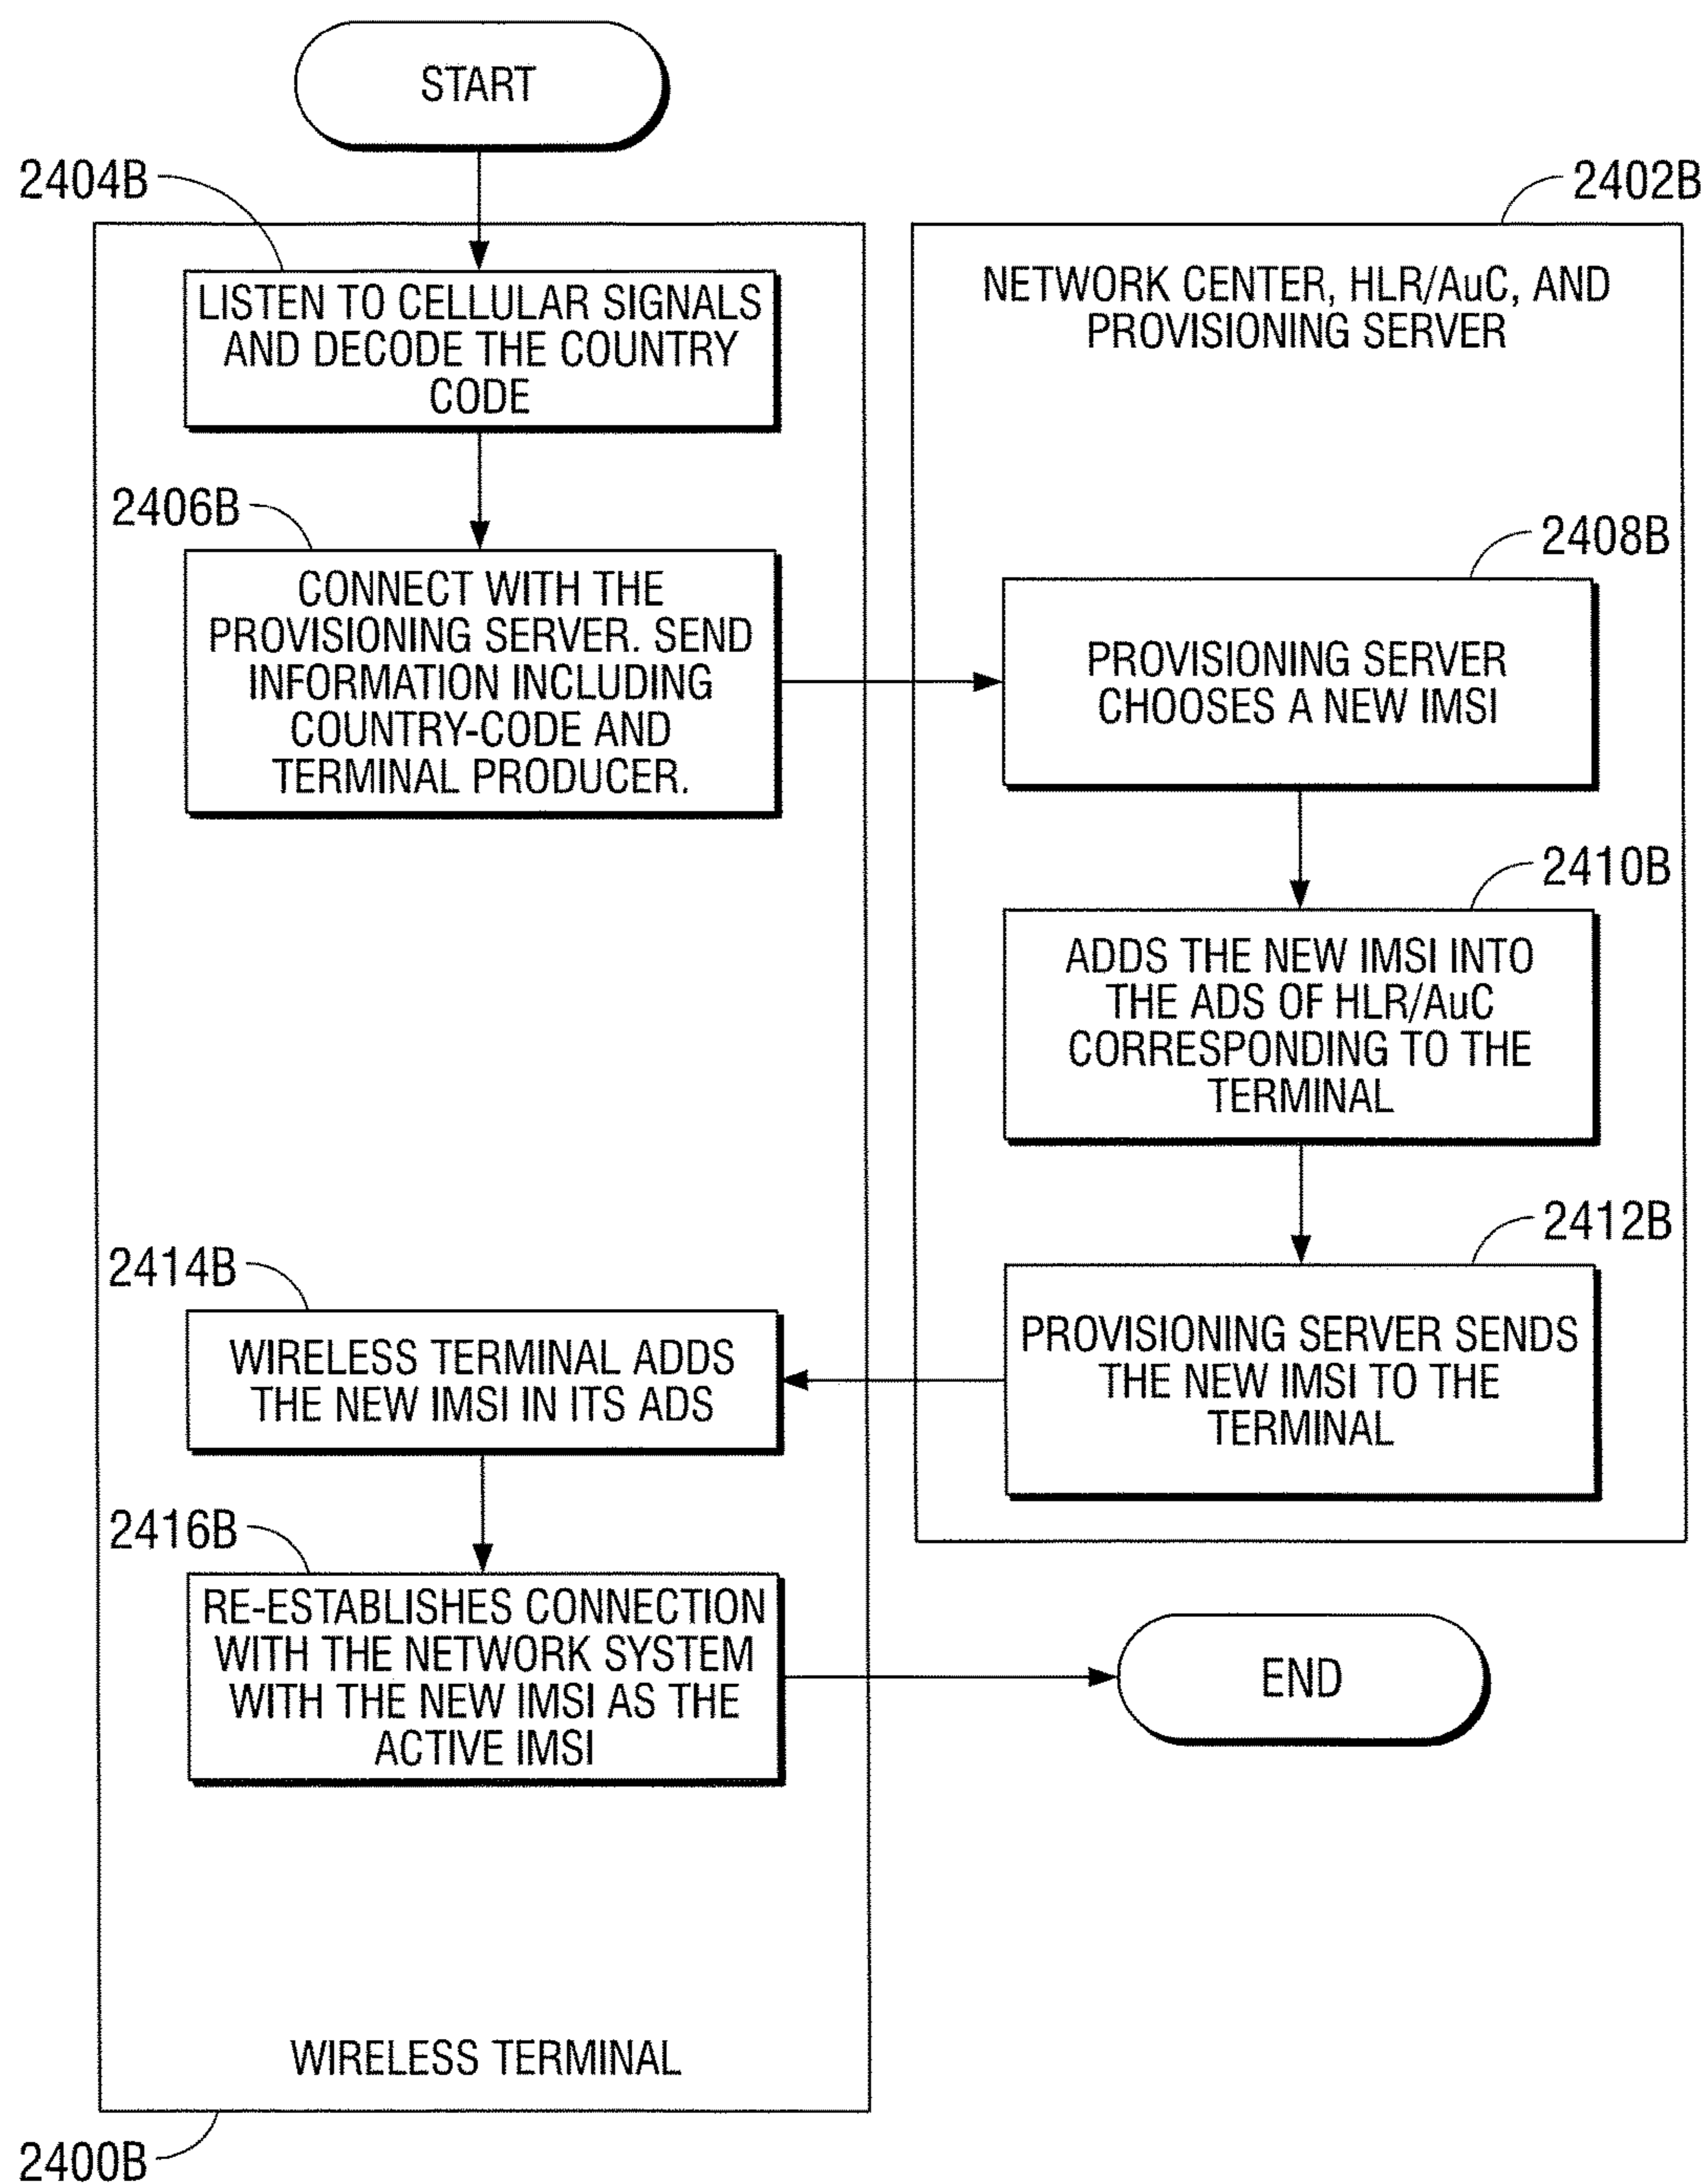 START
2404B
2402B
LISTEN TO CELLULAR SIGNALS
AND DECODE THE COUNTRY
CODE
NETWORK CENTER, HLR/AuC, AND
PROVISIONING SERVER
2406B
CONNECT WITH THE
PROVISIONING SERVER. SEND
INFORMATION INCLUDING
COUNTRY-CODE AND
TERMINAL PRODUCER.
2408B
PROVISIONING SERVER
CHOOSES A NEW IMSI
2410B
ADDS THE NEW IMSI INTO
THE ADS OF HLR/AuC
CORRESPONDING TO THE
TERMINAL
2412B
PROVISIONING SERVER SENDS
THE NEW IMSI TO THE
TERMINAL
2414B
WIRELESS TERMINAL ADDS
THE NEW IMSI IN ITS ADS
2416B
RE-ESTABLISHES CONNECTION
WITH THE NETWORK SYSTEM
WITH THE NEW IMSI AS THE
ACTIVE IMSI
END
WIRELESS TERMINAL
2400B